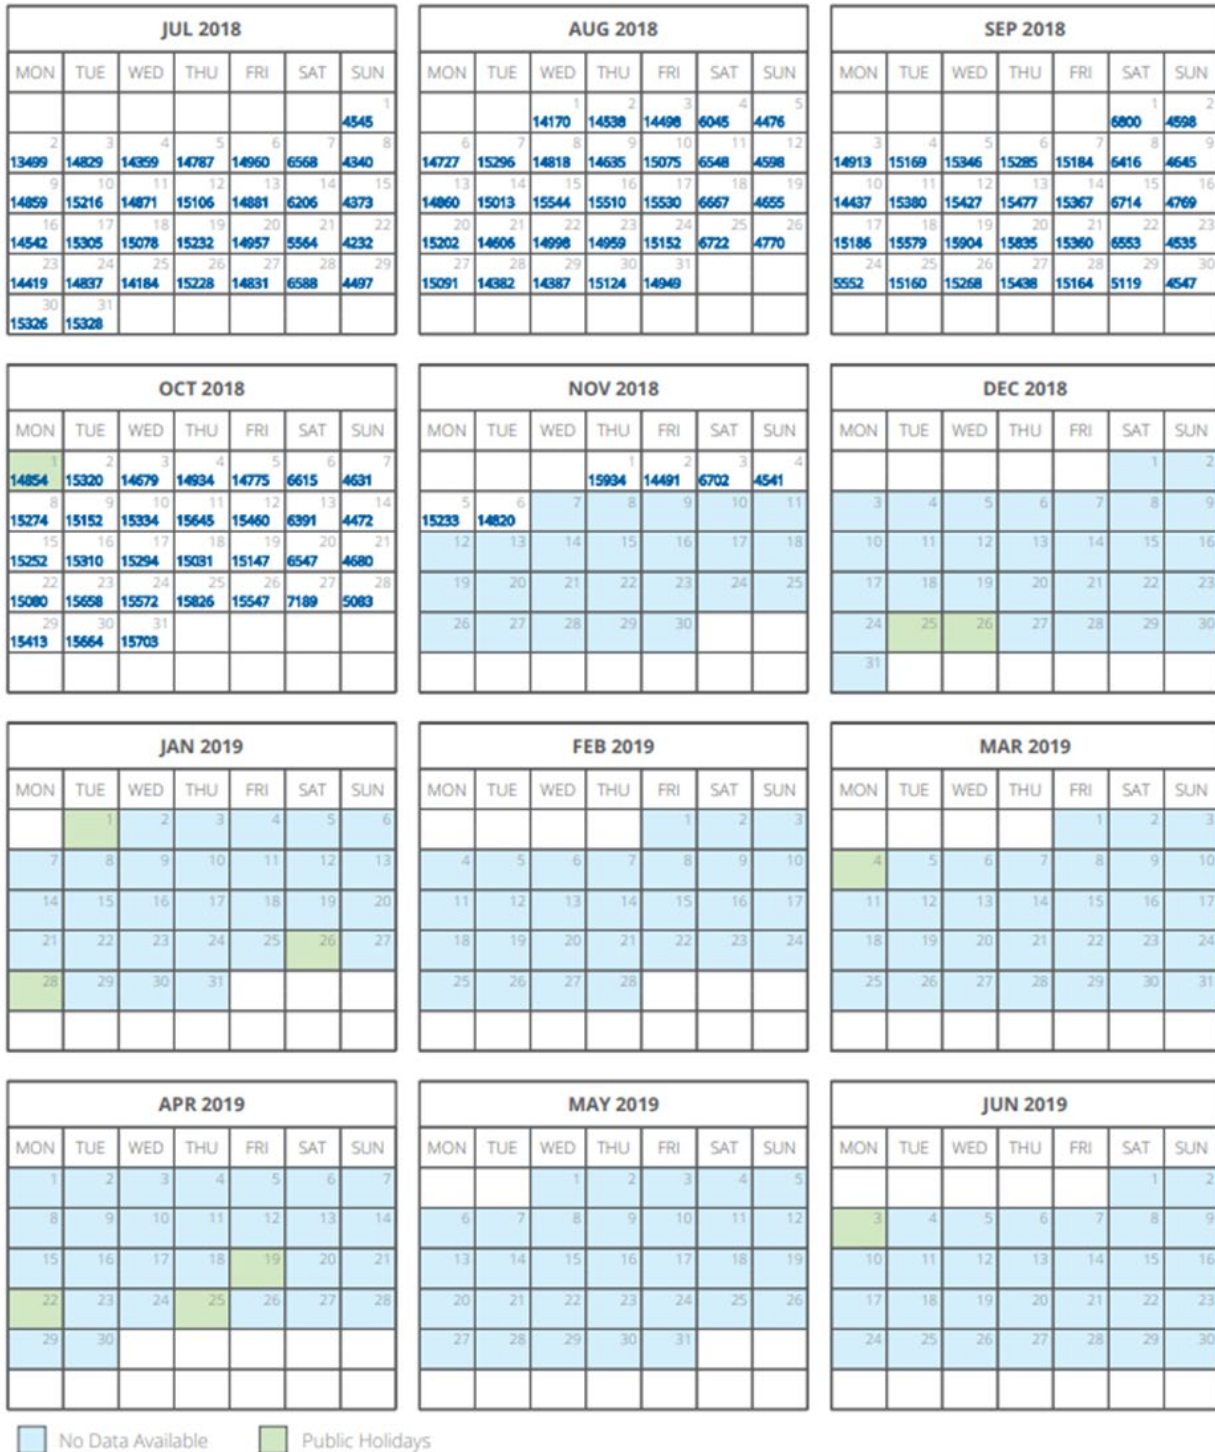 JUL 2018 AUG 2018 SEP 2018
MON TUE WED THU FRI SAT SUN MON TUE WED THU FRI SAT SUN MON TUE WED THU FRI SAT SUN
1 1 2 3 4 5 1 2
4545 14170 14538 14498 6045 4476 6800 4598
2 3 4 5 6 7 8 6 7 8 9 10 11 12 3 4 5 6 7 8 9
13499 14829 14359 14787 14960 6568 4340 14727 15296 14818 14635 15075 6548 4598 14913 15169 15346 15285 15184 6416 4645
9 10 11 12 13 14 15 13 14 15 16 17 18 19 10 11 12 13 14 15 16
14859 15216 14871 15106 14881 6206 4373 14860 15013 15544 15510 15530 6667 4655 14437 15380 15427 15477 15367 6714 4769
16 17 18 19 20 21 22 20 21 22 23 24 25 26 17 18 19 20 21 22 23
14542 15305 15078 15232 14957 5564 4232 15202 14606 14998 14959 15152 6722 4770 15186 15579 15904 15835 15360 6553 4535
23 24 25 26 27 28 29 27 28 29 30 31 24 25 26 27 28 29 30
14419 14837 14184 15228 14831 6588 4497 15091 14382 14387 15124 14949 5552 15160 15268 15438 15164 5119 4547
30 31
15326 15328
OCT 2018 NOV 2018 DEC 2018
MON TUE WED THU FRI SAT SUN MON TUE WED THU FRI SAT SUN MON TUE WED THU FRI SAT SUN
1 2 3 4 5 6 7 1 2 3 4 1 2
14854 15320 14679 14934 14775 6615 4631 15934 14491 6702 4541
8 9 10 11 12 13 14 5 6 7 8 9 10 11 3 4 5 6 7 8 9
15274 15152 15334 15645 15460 6391 4472 15233 14820
15 16 17 18 19 20 21 12 13 14 15 16 17 18 10 11 12 13 14 15 16
15252 15310 15294 15031 15147 6547 4680
22 23 24 25 26 27 28 19 20 21 22 23 24 25 17 18 19 20 21 22 23
15080 15658 15572 15826 15547 7189 5083
29 30 31 26 27 28 29 30 24 25 26 27 28 29 30
15413 15664 15703
31
JAN 2019 FEB 2019 MAR 2019
MON TUE WED THU FRI SAT SUN MON TUE WED THU FRI SAT SUN MON TUE WED THU FRI SAT SUN
1 2 3 4 5 6 1 2 3 1 2 3
7 8 9 10 11 12 13 4 5 6 7 8 9 10 4 5 6 7 8 9 10
14 15 16 17 18 19 20 11 12 13 14 15 16 17 11 12 13 14 15 16 17
21 22 23 24 25 26 27 18 19 20 21 22 23 24 18 19 20 21 22 23 24
28 29 30 31 25 26 27 28 25 26 27 28 29 30 31
APR 2019 MAY 2019 JUN 2019
MON TUE WED THU FRI SAT SUN MON TUE WED THU FRI SAT SUN MON TUE WED THU FRI SAT SUN
1 2 3 4 5 6 7 1 2 3 4 5 1 2
8 9 10 11 12 13 14 6 7 8 9 10 11 12 3 4 5 6 7 8 9
15 16 17 18 19 20 21 13 14 15 16 17 18 19 10 11 12 13 14 15 16
22 23 24 25 26 27 28 20 21 22 23 24 25 26 17 18 19 20 21 22 23
29 30 27 28 29 30 31 24 25 26 27 28 29 30
No Data Available Public Holidays